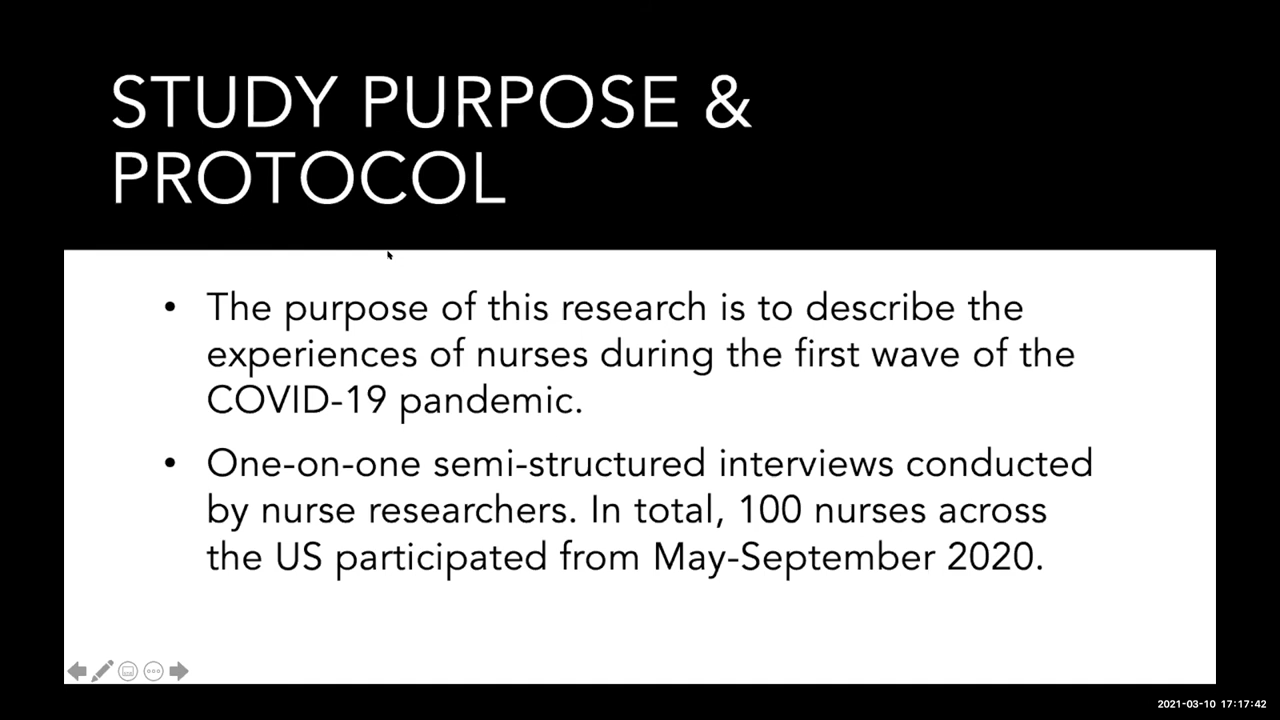 STUDY PURPOSE &
PROTOCOL
• The purpose of this research is to describe the
experiences of nurses during the first wave of the
COVID-19 pandemic.
• One-on-one semi-structured interviews conducted
by nurse researchers. In total, 100 nurses across
the US participated from May-September 2020.
2021-03-10 17:17:42